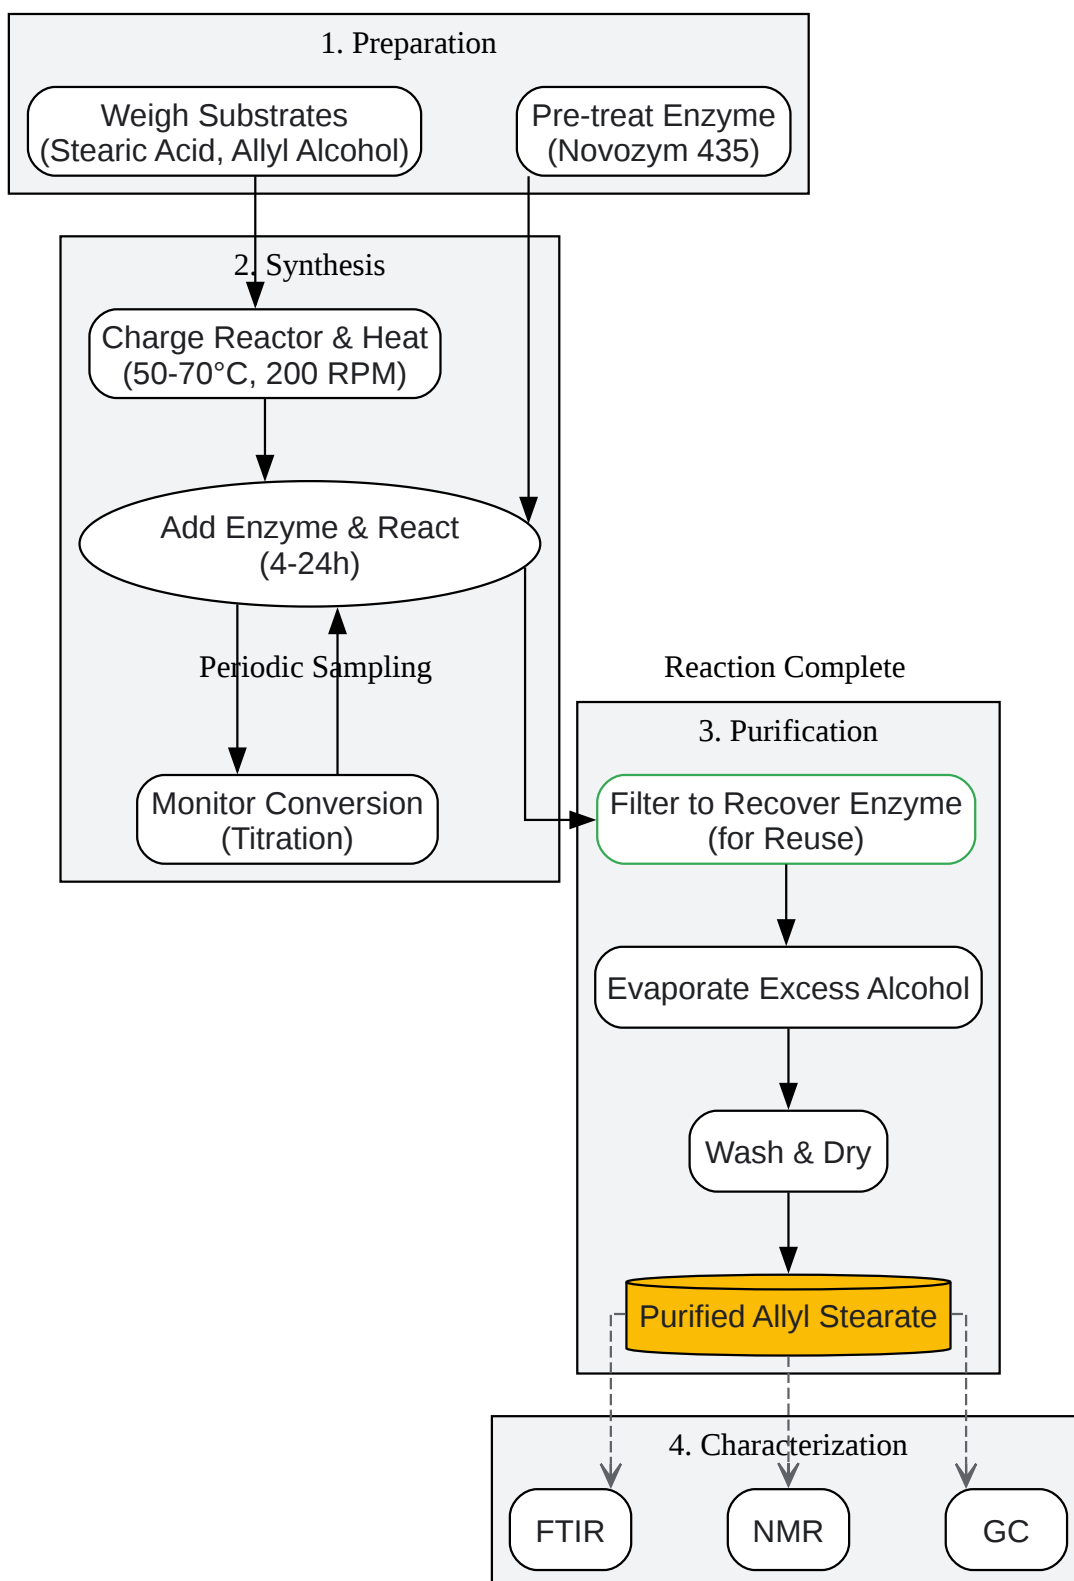 1. Preparation
Weigh Substrates
(Stearic Acid, Allyl Alcohol)
Pre-treat Enzyme
(Novozym 435)
2. Synthesis
Charge Reactor & Heat
(50-70°C, 200 RPM)
Add Enzyme & React
(4-24h)
Periodic Sampling
Monitor Conversion
(Titration)
Reaction Complete
3. Purification
Filter to Recover Enzyme
(for Reuse)
Evaporate Excess Alcohol
Wash & Dry
Purified Allyl Stearate
4. Characterization
FTIR
NMR
GC